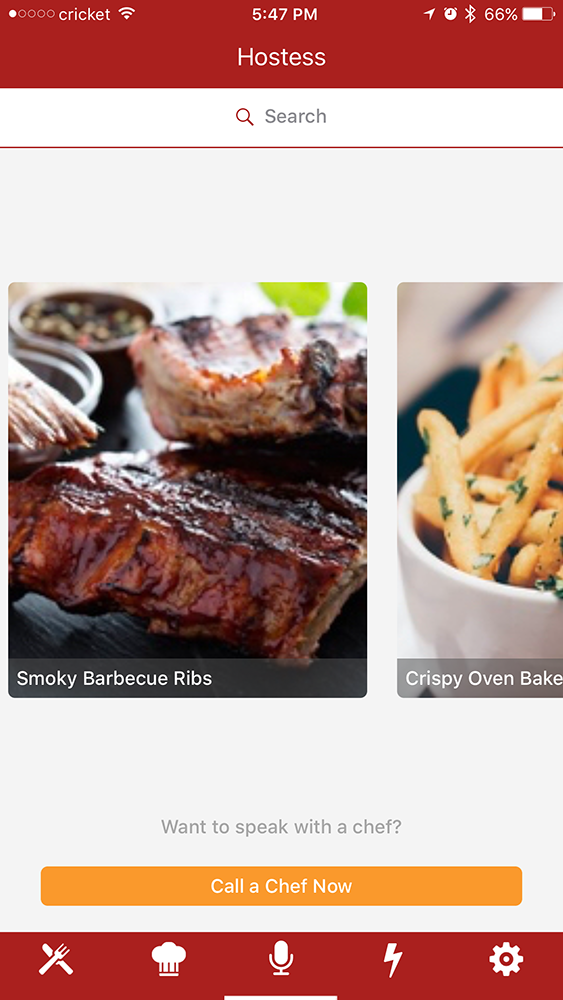 cricket 5:47 PM 66%
Hostess
Search
Smoky Barbecue Ribs
Crispy Oven Bake
Want to speak with a chef?
Call a Chef Now